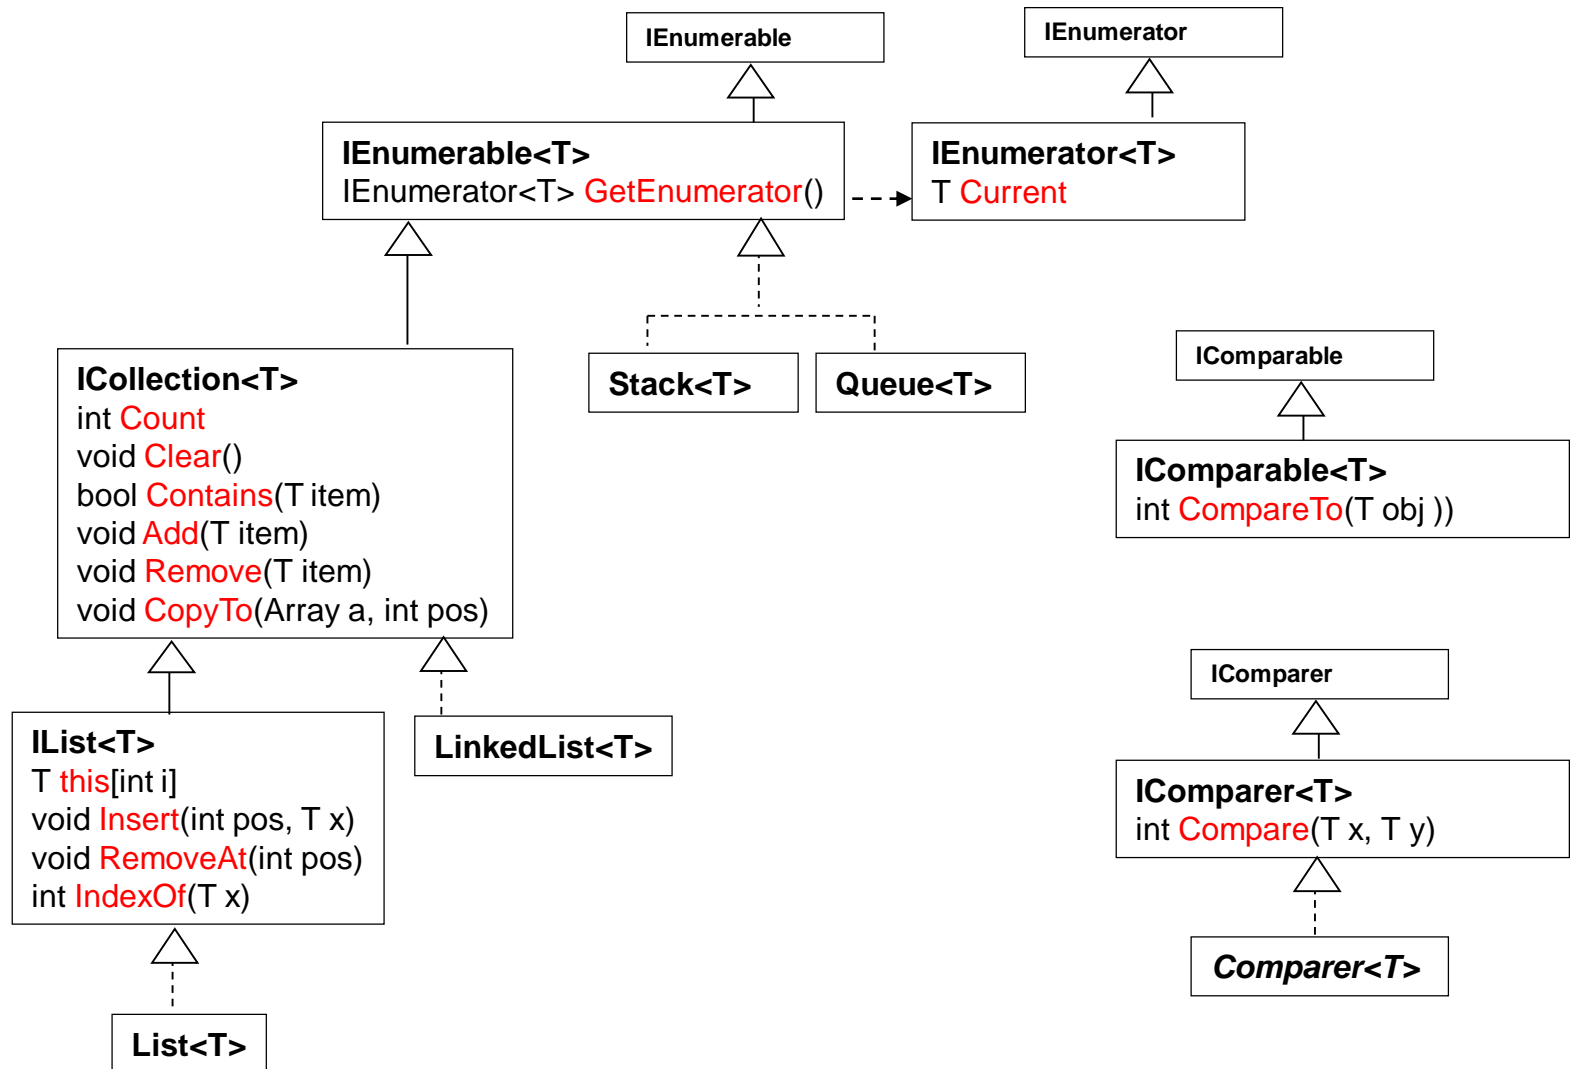 IEnumerable
IEnumerator
IEnumerable<T>
IEnumerator<T> GetEnumerator()
IEnumerator<T>
T Current
ICollection<T>
int Count
void Clear()
bool Contains(T item)
void Add(T item)
void Remove(T item)
void CopyTo(Array a, int pos)
Stack<T>
Queue<T>
IComparable
IComparable<T>
int CompareTo(T obj ))
IList<T>
T this[int i]
void Insert(int pos, T x)
void RemoveAt(int pos)
int IndexOf(T x)
LinkedList<T>
IComparer
IComparer<T>
int Compare(T x, T y)
Comparer<T>
List<T>